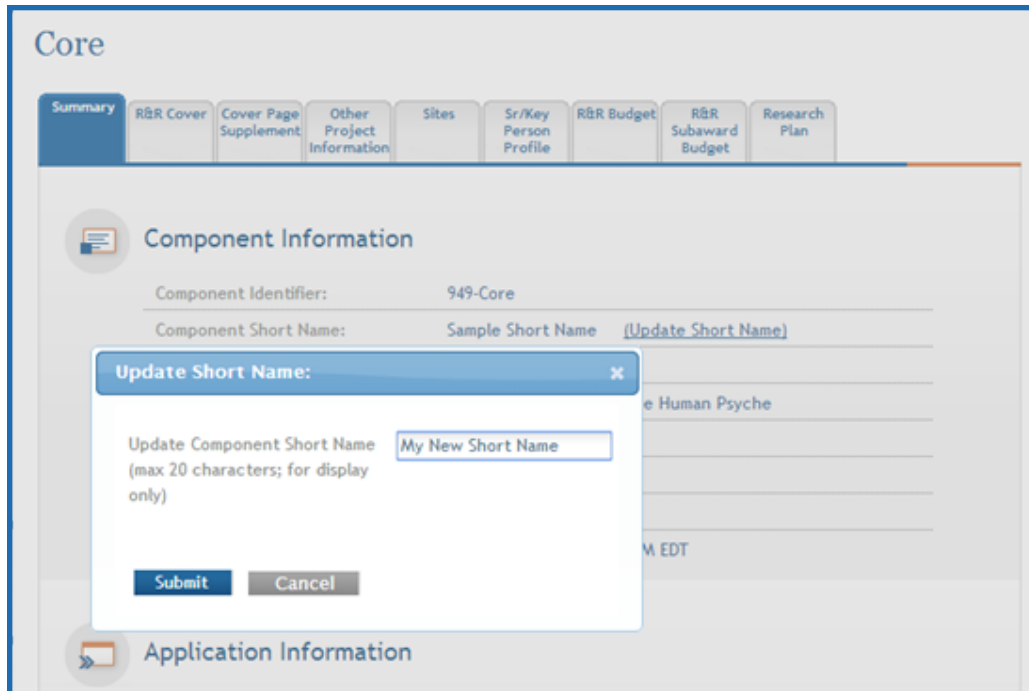 Core
Summary
R&R Cover
Cover Page
Supplement
Other
Project
Information
Sites
Sr/Key
Person
Profile
R&R Budget
R&R
Subaward
Budget
Research
Plan
Component Information
Component Identifier: 949-Core
Component Short Name: Sample Short Name (Update Short Name)
Update Short Name:
e Human Psyche
Update Component Short Name
(max 20 characters; for display
only)
My New Short Name
M EDT
Submit Cancel
Application Information